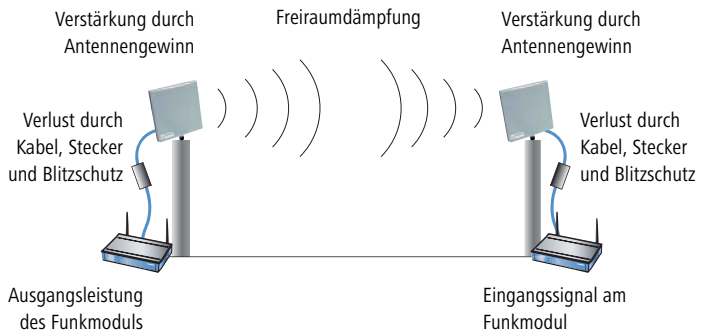 Verstärkung durch
Antennengewinn
Freiraumdämpfung
Verstärkung durch
Antennengewinn
Verlust durch
Kabel, Stecker
und Blitzschutz
Verlust durch
Kabel, Stecker
und Blitzschutz
Ausgangsleistung
des Funkmoduls
Eingangssignal am
Funkmodul